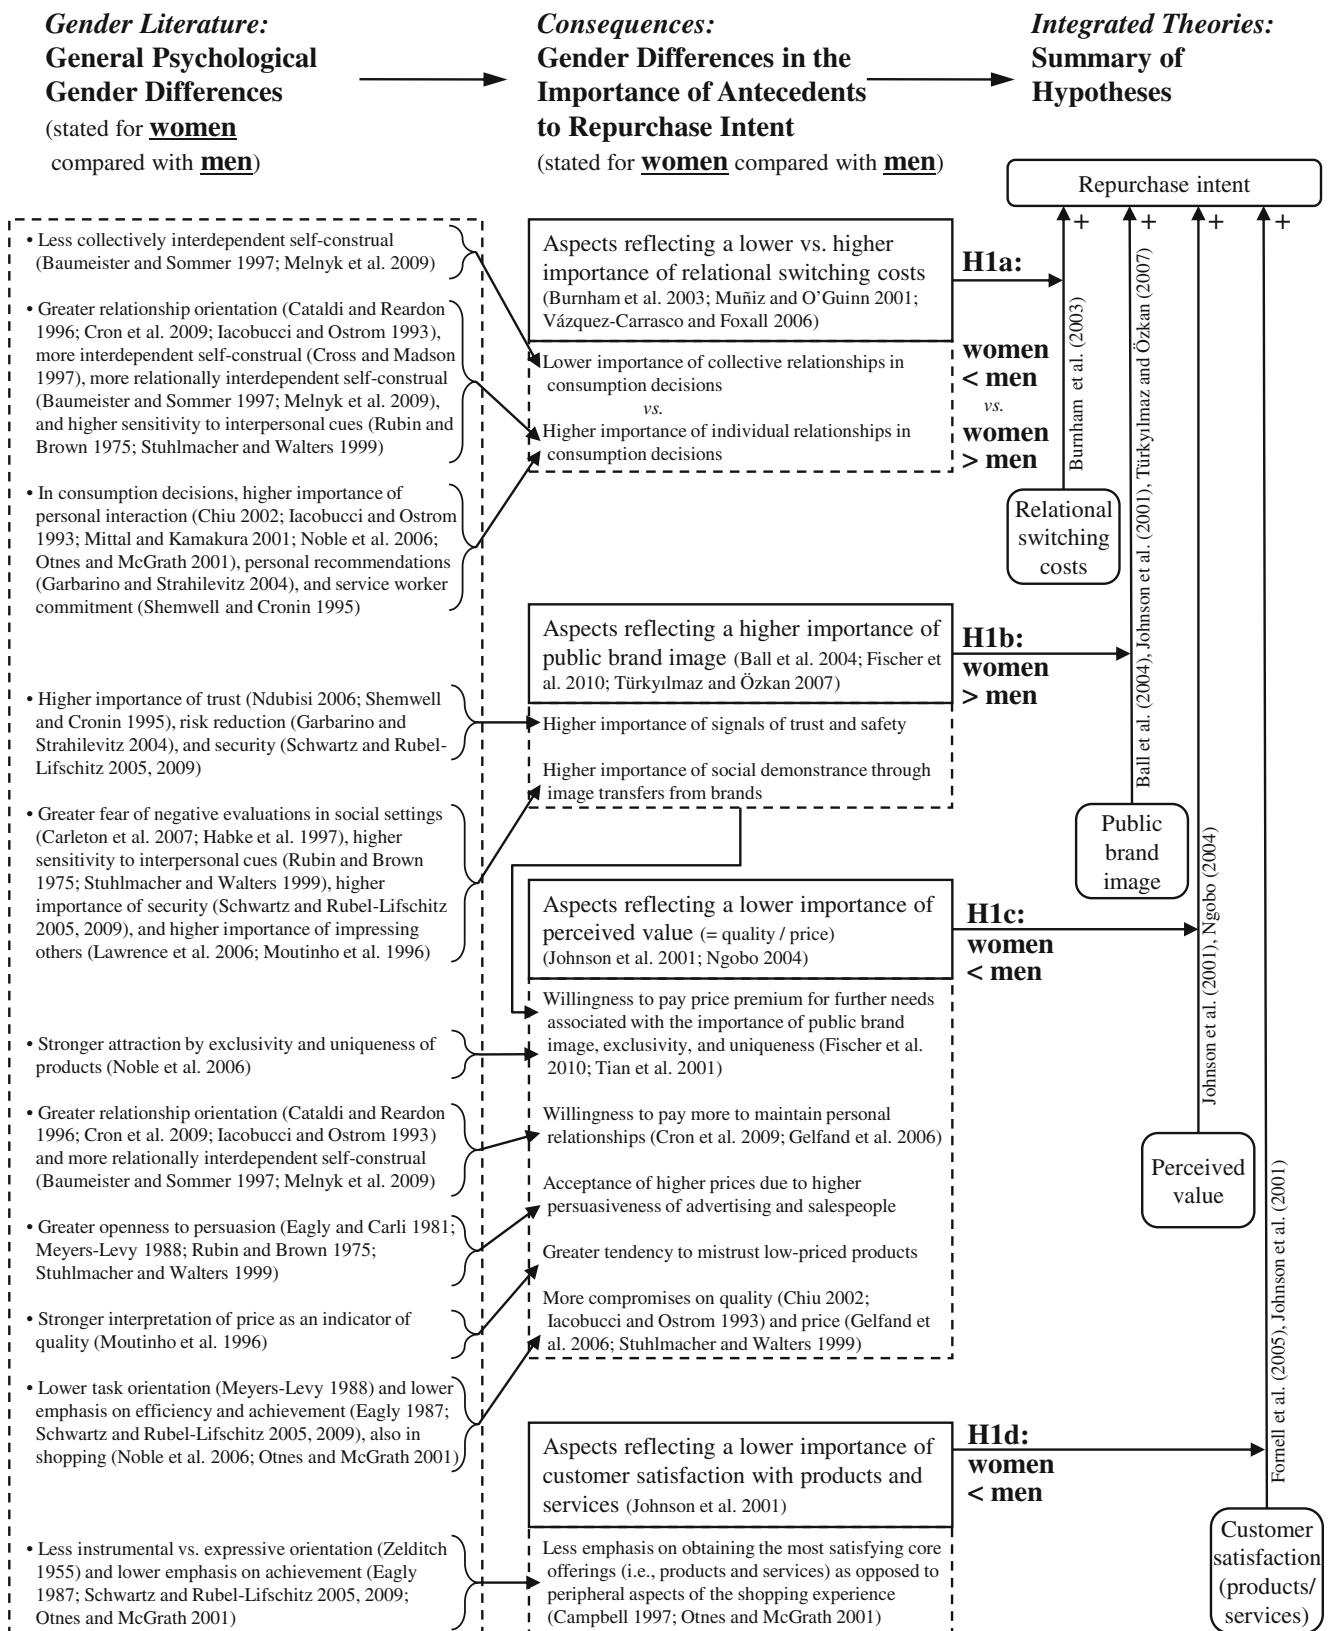 Gender Literature:
General Psychological
Gender Differences
(stated for women
compared with men)
Consequences:
Gender Differences in the
Importance of Antecedents
to Repurchase Intent
(stated for women compared with men)
Integrated Theories:
Summary of
Hypotheses
Repurchase intent
+
+
+
+
• Less collectively interdependent self-construal
(Baumeister and Sommer 1997; Melnyk et al. 2009)
• Greater relationship orientation (Cataldi and Reardon
1996; Cron et al. 2009; Iacobucci and Ostrom 1993),
more interdependent self-construal (Cross and Madson
1997), more relationally interdependent self-construal
(Baumeister and Sommer 1997; Melnyk et al. 2009),
and higher sensitivity to interpersonal cues (Rubin and
Brown 1975; Stuhlmacher and Walters 1999)
• In consumption decisions, higher importance of
personal interaction (Chiu 2002; Iacobucci and Ostrom
1993; Mittal and Kamakura 2001; Noble et al. 2006;
Otnes and McGrath 2001), personal recommendations
(Garbarino and Strahilevitz 2004), and service worker
commitment (Shemwell and Cronin 1995)
• Higher importance of trust (Ndubisi 2006; Shemwell
and Cronin 1995), risk reduction (Garbarino and
Strahilevitz 2004), and security (Schwartz and Rubel-
Lifschitz 2005, 2009)
• Greater fear of negative evaluations in social settings
(Carleton et al. 2007; Habke et al. 1997), higher
sensitivity to interpersonal cues (Rubin and Brown
1975; Stuhlmacher and Walters 1999), higher
importance of security (Schwartz and Rubel-Lifschitz
2005, 2009), and higher importance of impressing
others (Lawrence et al. 2006; Moutinho et al. 1996)
• Stronger attraction by exclusivity and uniqueness of
products (Noble et al. 2006)
• Greater relationship orientation (Cataldi and Reardon
1996; Cron et al. 2009; Iacobucci and Ostrom 1993)
and more relationally interdependent self-construal
(Baumeister and Sommer 1997; Melnyk et al. 2009)
• Greater openness to persuasion (Eagly and Carli 1981;
Meyers-Levy 1988; Rubin and Brown 1975;
Stuhlmacher and Walters 1999)
• Stronger interpretation of price as an indicator of
quality (Moutinho et al. 1996)
• Lower task orientation (Meyers-Levy 1988) and lower
emphasis on efficiency and achievement (Eagly 1987;
Schwartz and Rubel-Lifschitz 2005, 2009), also in
shopping (Noble et al. 2006; Otnes and McGrath 2001)
• Less instrumental vs. expressive orientation (Zelditch
1955) and lower emphasis on achievement (Eagly
1987; Schwartz and Rubel-Lifschitz 2005, 2009;
Otnes and McGrath 2001)
Aspects reflecting a lower vs. higher
importance of relational switching costs
(Burnham et al. 2003; Muñiz and O'Guinn 2001;
Vázquez-Carrasco and Foxall 2006)
Lower importance of collective relationships in
consumption decisions
vs.
Higher importance of individual relationships in
consumption decisions
Aspects reflecting a higher importance of
public brand image (Ball et al. 2004; Fischer et
al. 2010; Türkyılmaz and Özkan 2007)
Higher importance of signals of trust and safety
Higher importance of social demonstrance through
image transfers from brands
Aspects reflecting a lower importance of
perceived value (= quality / price)
(Johnson et al. 2001; Ngobo 2004)
Willingness to pay price premium for further needs
associated with the importance of public brand
image, exclusivity, and uniqueness (Fischer et al.
2010; Tian et al. 2001)
Willingness to pay more to maintain personal
relationships (Cron et al. 2009; Gelfand et al. 2006)
Acceptance of higher prices due to higher
persuasiveness of advertising and salespeople
Greater tendency to mistrust low-priced products
More compromises on quality (Chiu 2002;
Iacobucci and Ostrom 1993) and price (Gelfand et
al. 2006; Stuhlmacher and Walters 1999)
Aspects reflecting a lower importance of
customer satisfaction with products and
services (Johnson et al. 2001)
Less emphasis on obtaining the most satisfying core
offerings (i.e., products and services) as opposed to
peripheral aspects of the shopping experience
(Campbell 1997; Otnes and McGrath 2001)
H1a:
women
< men
vs.
women
> men
H1b:
women
> men
H1c:
women
< men
H1d:
women
< men
Burnham et al. (2003)
Relational
switching
costs
Ball et al. (2004), Johnson et al. (2001), Türkyılmaz and Özkan (2007)
Public
brand
image
Johnson et al. (2001), Ngobo (2004)
Perceived
value
Fornell et al. (2005), Johnson et al. (2001)
Customer
satisfaction
(products/
services)